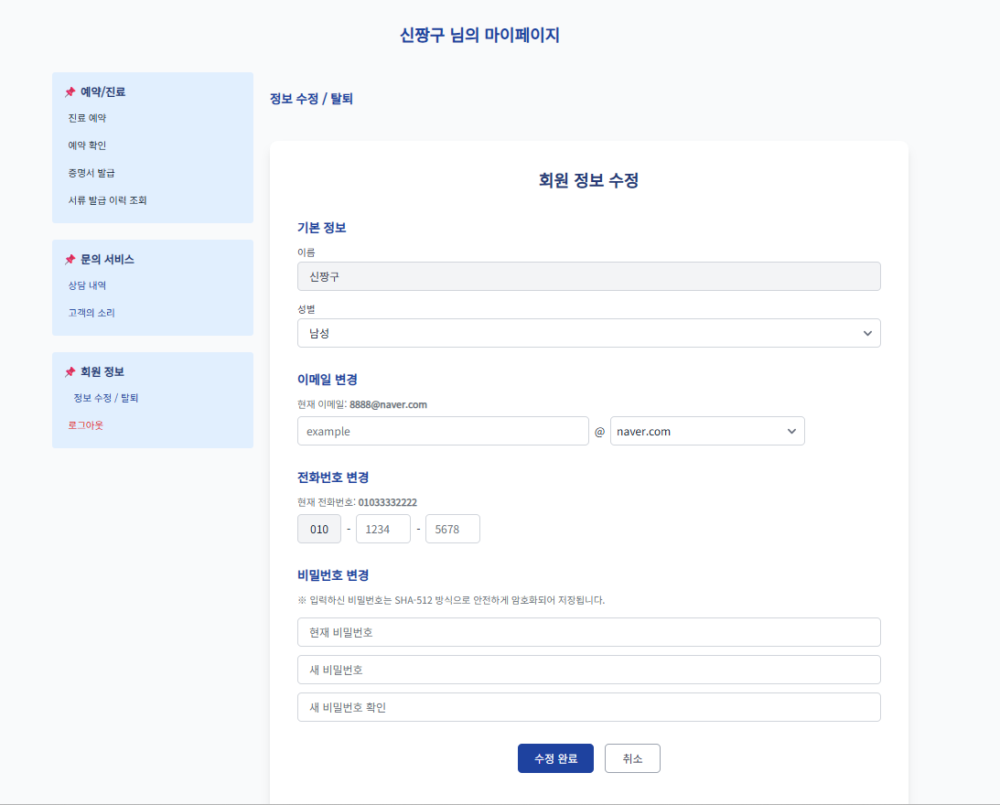 신짱구 님의 마이페이지
📌 예약/진료
진료 예약
예약 확인
증명서 발급
서류 발급 이력 조회
📌 문의 서비스
상담 내역
고객의 소리
📌 회원 정보
정보 수정 / 탈퇴
로그아웃
정보 수정 / 탈퇴
회원 정보 수정
기본 정보
이름
신짱구
성별
남성
이메일 변경
현재 이메일: 8888@naver.com
example @ naver.com
전화번호 변경
현재 전화번호: 01033332222
010 - 1234 - 5678
비밀번호 변경
※ 입력하신 비밀번호는 SHA-512 방식으로 안전하게 암호화되어 저장됩니다.
현재 비밀번호
새 비밀번호
새 비밀번호 확인
수정 완료 취소